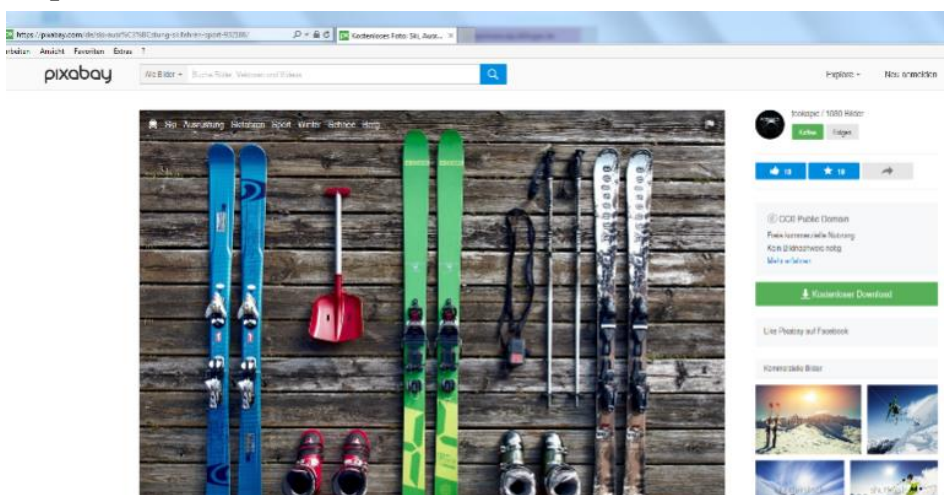 https://pixabay.com/de/ski-ausr%C3%BCstung-ski-fahren-sport-932188/
Kostenloses Foto: Ski, Ausr...
Ansicht Favoriten Extras ?
pixabay
Alle Bilder
Suche Bilder, Vektoren und Videos
Explore
Neu anmelden
Ski Ausrüstung Skifahren Sport Winter Schnee Berg
/ 1080 Bilder
Kaffee Folgen
CC0 Public Domain
Freie kommerzielle Nutzung
Kein Bildnachweis nötig
Mehr erfahren
Kostenloser Download
Like Pixabay auf Facebook
Kommerzielle Bilder